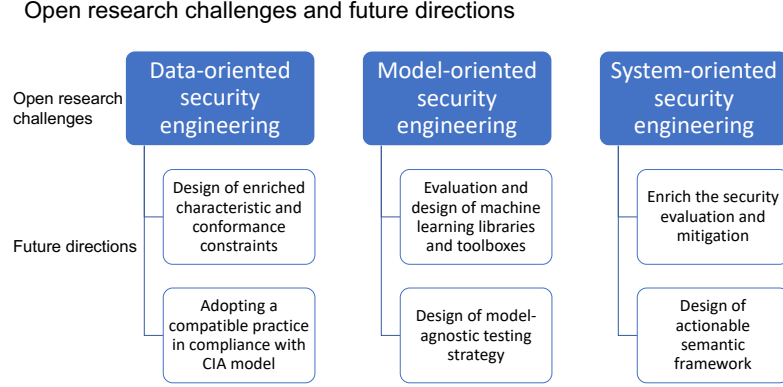 Open research challenges and future directions
Open research
challenges
Data-oriented
security
engineering
Model-oriented
security
engineering
System-oriented
security
engineering
Future directions
Design of enriched
characteristic and
conformance
constraints
Adopting a
compatible practice
in compliance with
CIA model
Evaluation and
design of machine
learning libraries
and toolboxes
Design of model-
agnostic testing
strategy
Enrich the security
evaluation and
mitigation
Design of
actionable
semantic
framework